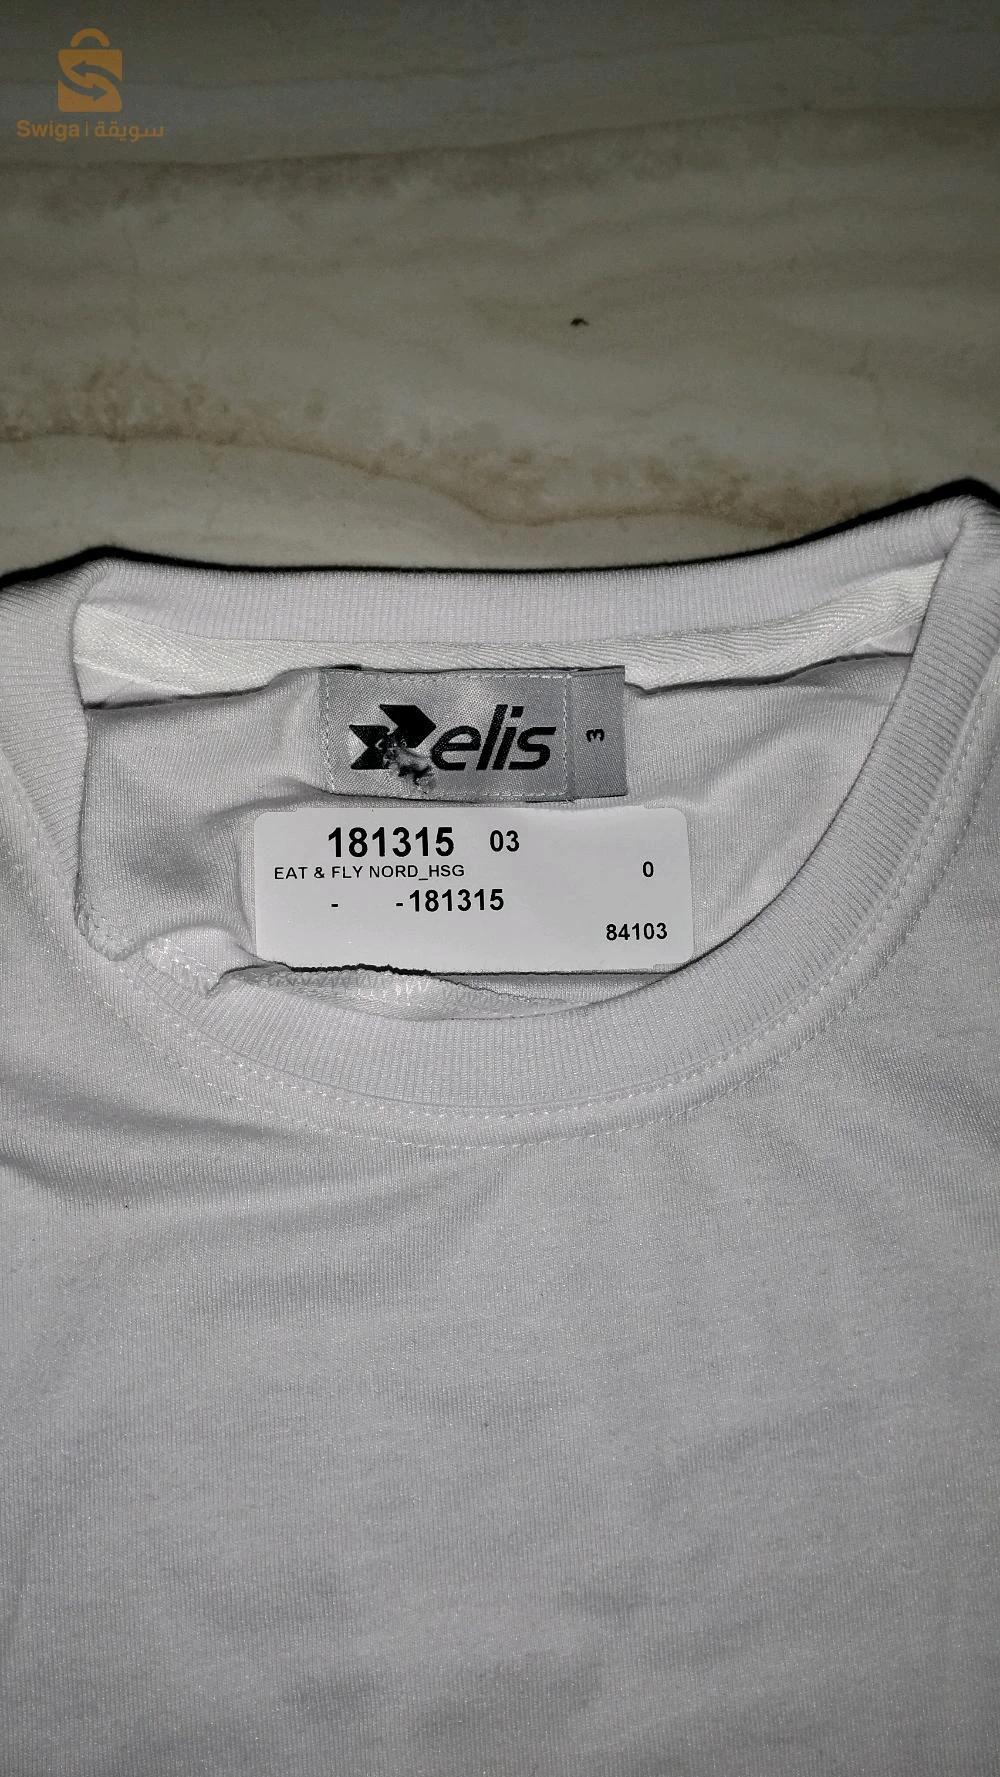 Swiga | سويقة
elis
3
181315 03
EAT & FLY NORD_HSG 0
- -181315
84103